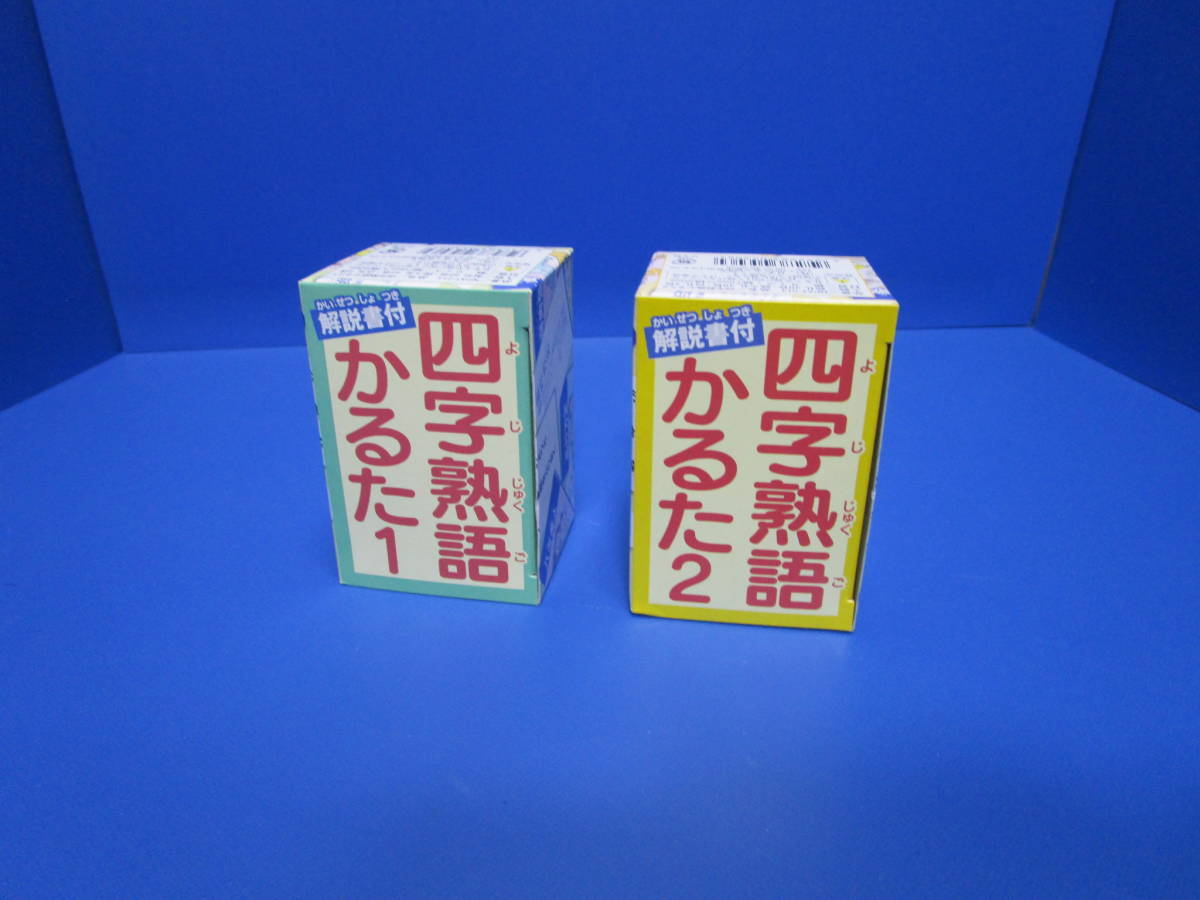 かいせつしょつき
解説書付
四字熟語
よじじゅくご
かるた1
かいせつしょつき
解説書付
四字熟語
よじじゅくご
かるた2